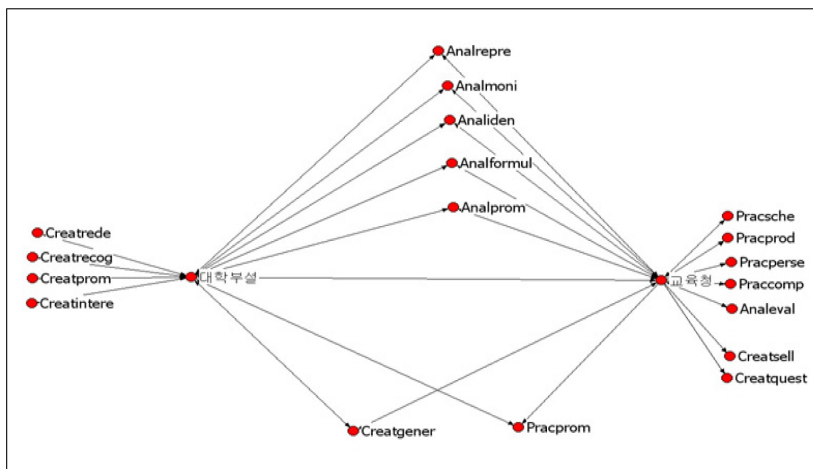 Analrepre
Analmoni
Analiden
Analformul
Analprom
Creatrede
Creatrecog
Creatprom
Creatintere
대학부설
교육청
Pracsche
Pracprod
Pracperse
Praccomp
Analeval
Creatsell
Creatquest
Creatgener
Pracprom